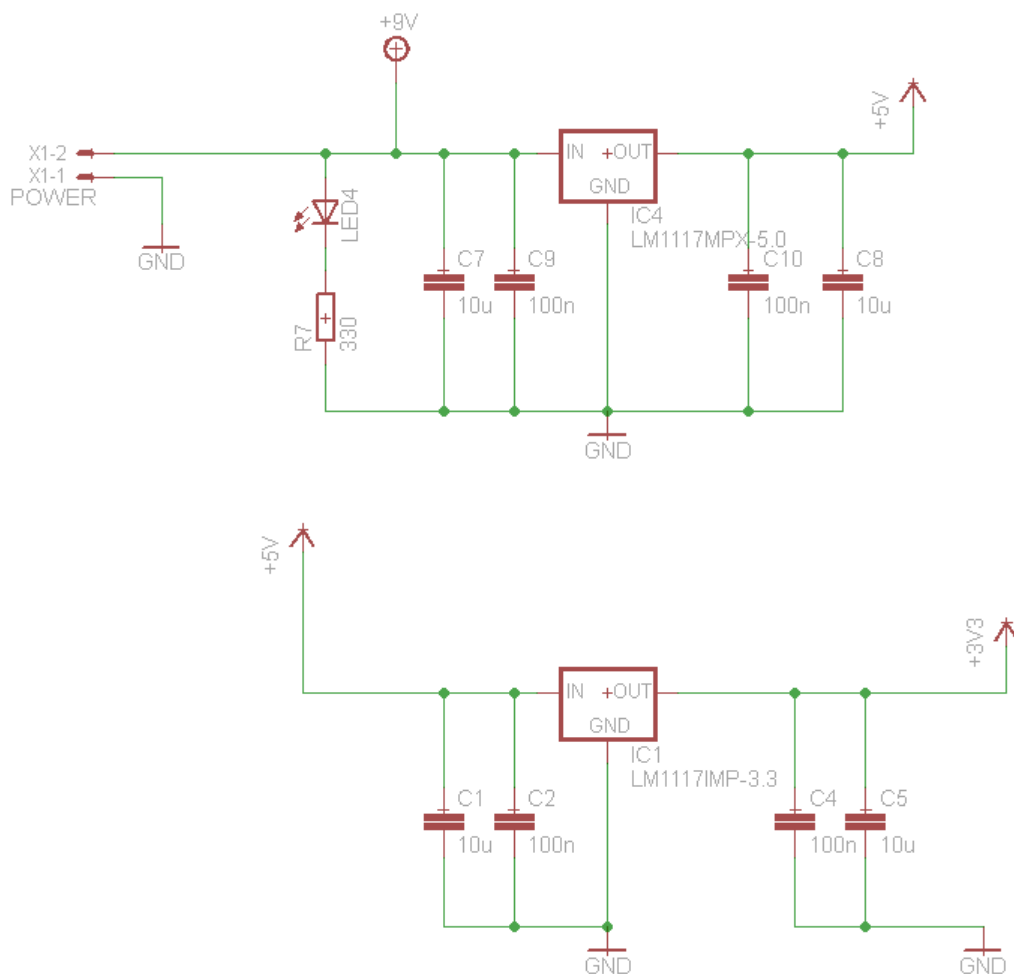 +9V
+5V
X1-2
X1-1
POWER
GND
LED4
R7
330
C7
10u
C9
100n
IN +OUT
GND
IC4
LM1117MPX-5.0
C10
100n
C8
10u
GND
+5V
+3V3
IN +OUT
GND
IC1
LM1117IMP-3.3
C1
10u
C2
100n
C4
100n
C5
10u
GND
GND